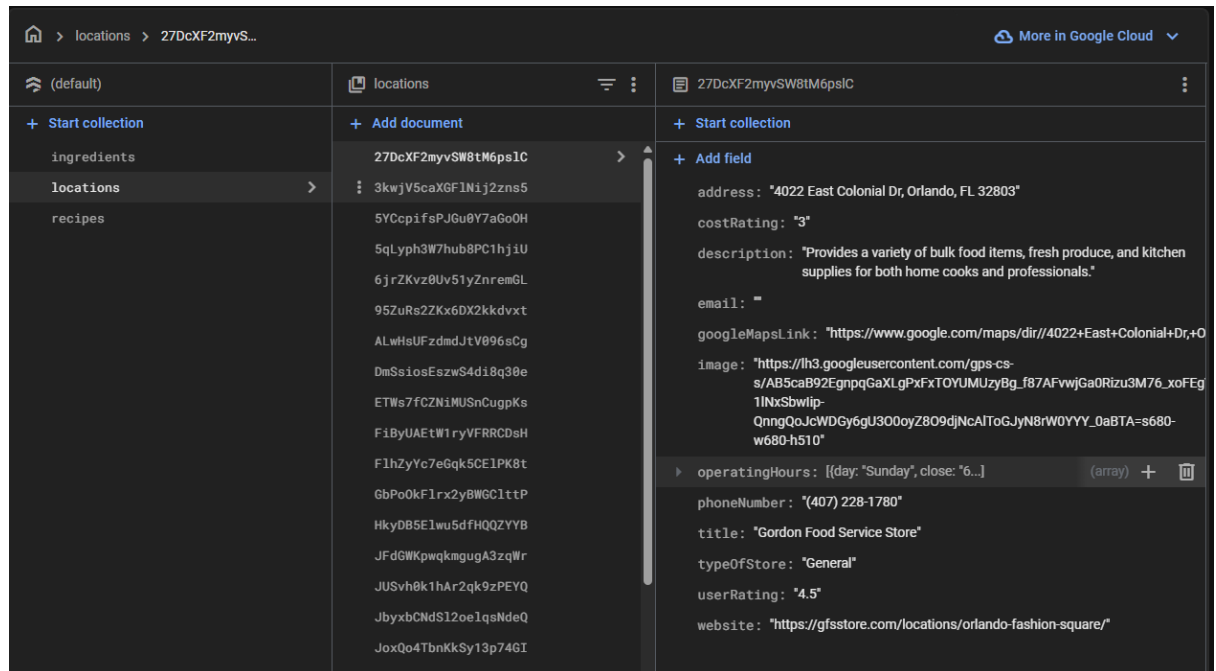 locations > 27DcXF2myvS…
More in Google Cloud
(default)
+ Start collection
ingredients
locations
recipes
locations
+ Add document
27DcXF2myvSW8tM6pslC
3kwjV5caXGFlNij2zns5
5YCcpifsPJGu0Y7aGoOH
5qLyph3W7hub8PC1hjiU
6jrZKvz0Uv51yZnremGL
95ZuRs2ZKx6DX2kkdvxt
ALwHsUFzdmdJtV096sCg
DmSsiosEszwS4di8q30e
ETWs7fCZNiMUSnCugpKs
FiByUAEtW1ryVFRRCDsH
FlhZyYc7eGqk5CElPK8t
GbPoOkFlrx2yBWGClttP
HkyDB5Elwu5dfHQQZYYB
JFdGWKpwqkmgugA3zqWr
JUSvh0k1hAr2qk9zPEYQ
JbyxbCNdSl2oelqsNdeQ
JoxQo4TbnKkSy13p74GI
27DcXF2myvSW8tM6pslC
+ Start collection
+ Add field
address: "4022 East Colonial Dr, Orlando, FL 32803"
costRating: "3"
description: "Provides a variety of bulk food items, fresh produce, and kitchen
supplies for both home cooks and professionals."
email: ""
googleMapsLink: "https://www.google.com/maps/dir//4022+East+Colonial+Dr,+O
image: "https://lh3.googleusercontent.com/gps-cs-
s/AB5caB92EgnpqGaXLgPxFxTOYUMUzyBg_f87AFvwjGa0Rizu3M76_xoFEg
1lNxSbwIip-
QnngQoJcWDGy6gU3O0oyZ8O9djNcAlToGJyN8rW0YYY_0aBTA=s680-
w680-h510"
operatingHours: [{day: "Sunday", close: "6...] (array)
phoneNumber: "(407) 228-1780"
title: "Gordon Food Service Store"
typeOfStore: "General"
userRating: "4.5"
website: "https://gfsstore.com/locations/orlando-fashion-square/"